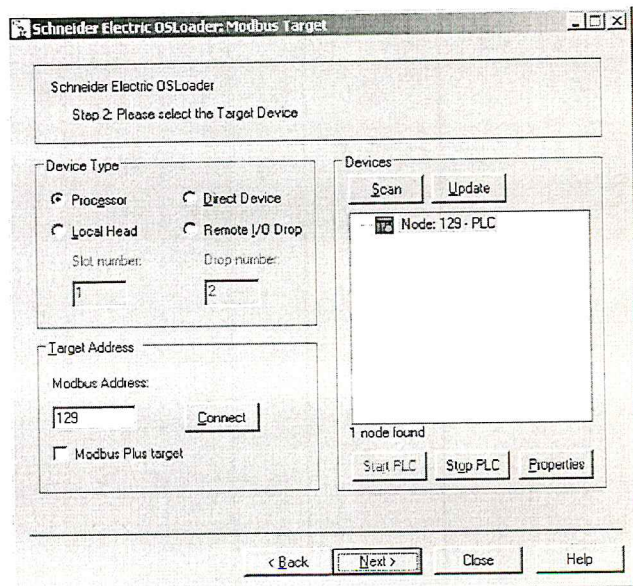 Schneider Electric OSLoader: Modbus Target
Schneider Electric OSLoader
Step 2: Please select the Target Device
Device Type
Processor
Direct Device
Local Head
Remote I/O Drop
Slot number:
Drop number:
1
2
Target Address
Modbus Address:
129
Connect
Modbus Plus target
Devices
Scan
Update
Node: 129 - PLC
1 node found
Start PLC
Stop PLC
Properties
< Back
Next >
Close
Help